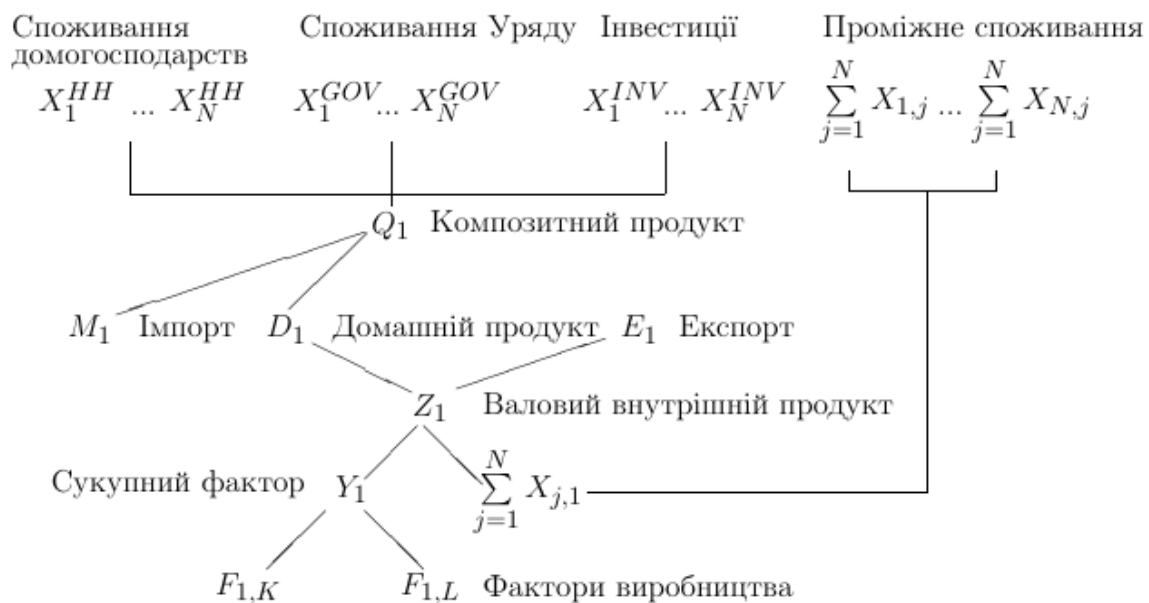 Споживання домогосподарств Споживання Уряду Інвестиції Проміжне споживання
X_1^{HH} ... X_N^{HH} X_1^{GOV} ... X_N^{GOV} X_1^{INV} ... X_N^{INV} \sum_{j=1}^{N} X_{1,j} ... \sum_{j=1}^{N} X_{N,j}
Q_1 Композитний продукт
M_1 Імпорт D_1 Домашній продукт E_1 Експорт
Z_1 Валовий внутрішній продукт
Сукупний фактор Y_1 \sum_{j=1}^{N} X_{j,1}
F_{1,K} F_{1,L} Фактори виробництва